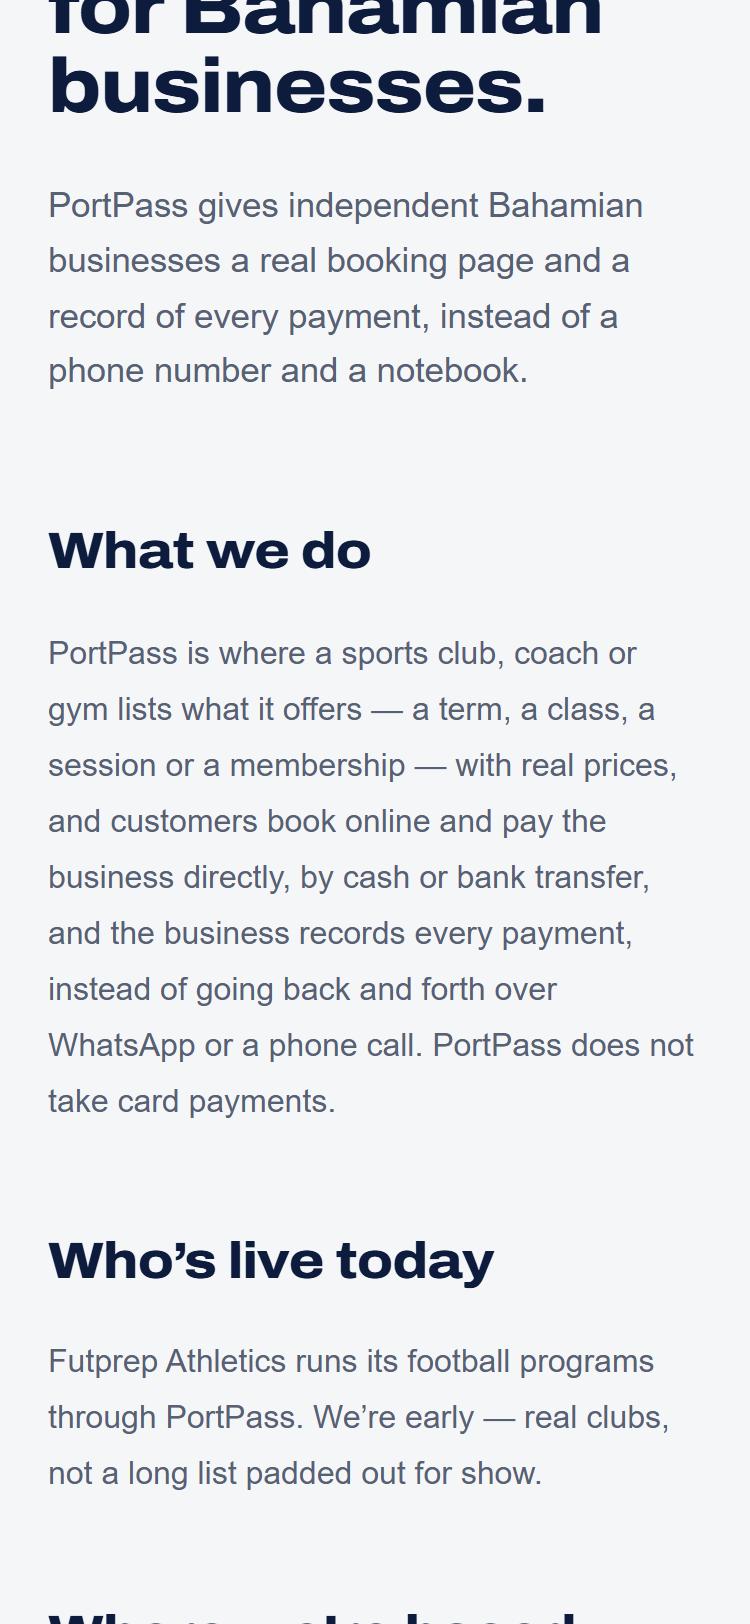 for Bahamian
businesses.
PortPass gives independent Bahamian
businesses a real booking page and a
record of every payment, instead of a
phone number and a notebook.
What we do
PortPass is where a sports club, coach or
gym lists what it offers — a term, a class, a
session or a membership — with real prices,
and customers book online and pay the
business directly, by cash or bank transfer,
and the business records every payment,
instead of going back and forth over
WhatsApp or a phone call. PortPass does not
take card payments.
Who’s live today
Futprep Athletics runs its football programs
through PortPass. We’re early — real clubs,
not a long list padded out for show.